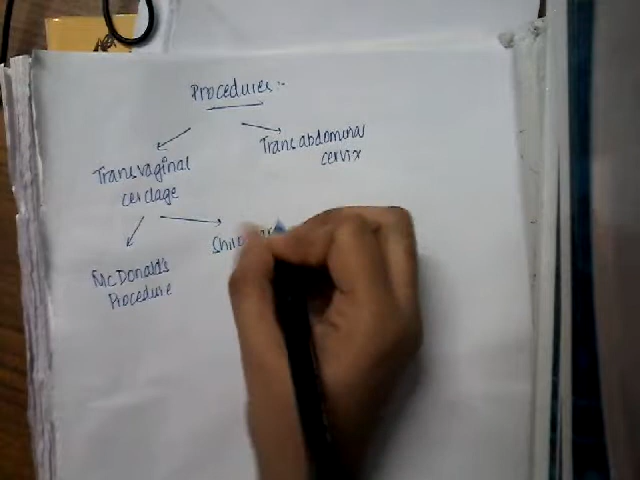 Procedures:-
Transvaginal
cerclage
Transabdominal
cervix
McDonald's
Procedure